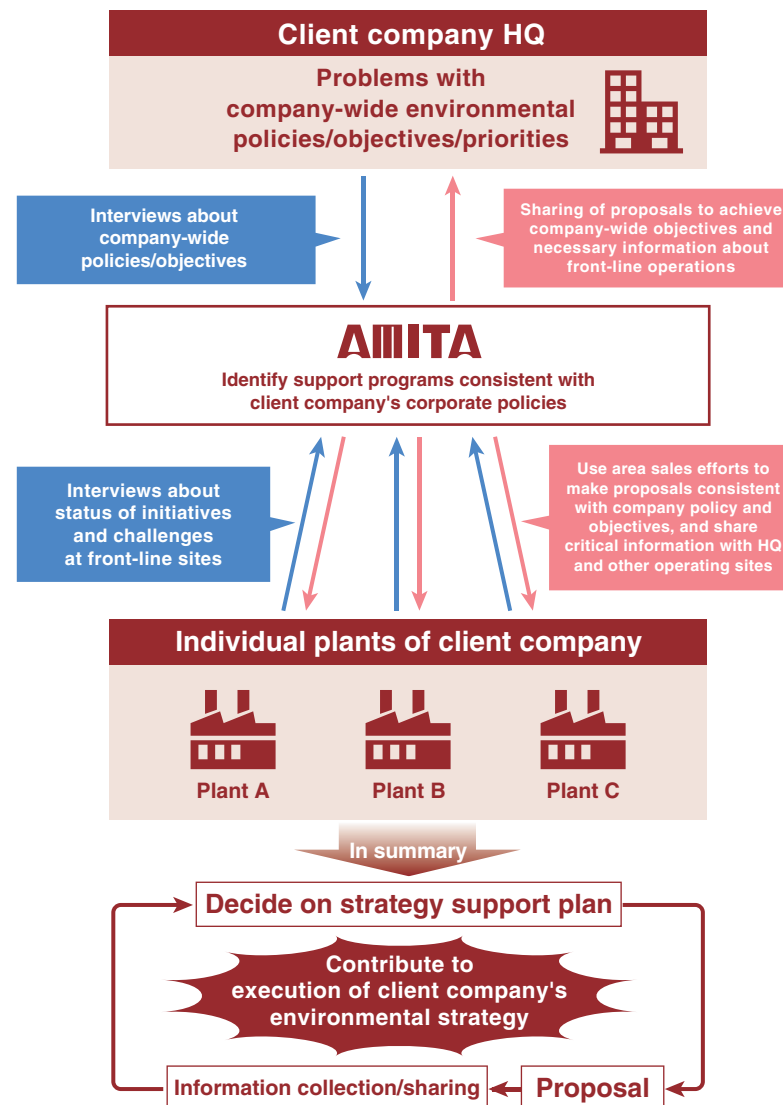 Client company HQ
Problems with
company-wide environmental
policies/objectives/priorities
Interviews about
company-wide
policies/objectives
Sharing of proposals to achieve
company-wide objectives and
necessary information about
front-line operations
AMITA
Identify support programs consistent with
client company's corporate policies
Interviews about
status of initiatives
and challenges
at front-line sites
Use area sales efforts to
make proposals consistent
with company policy and
objectives, and share
critical information with HQ
and other operating sites
Individual plants of client company
Plant A
Plant B
Plant C
In summary
Decide on strategy support plan
Contribute to
execution of client company's
environmental strategy
Information collection/sharing
Proposal